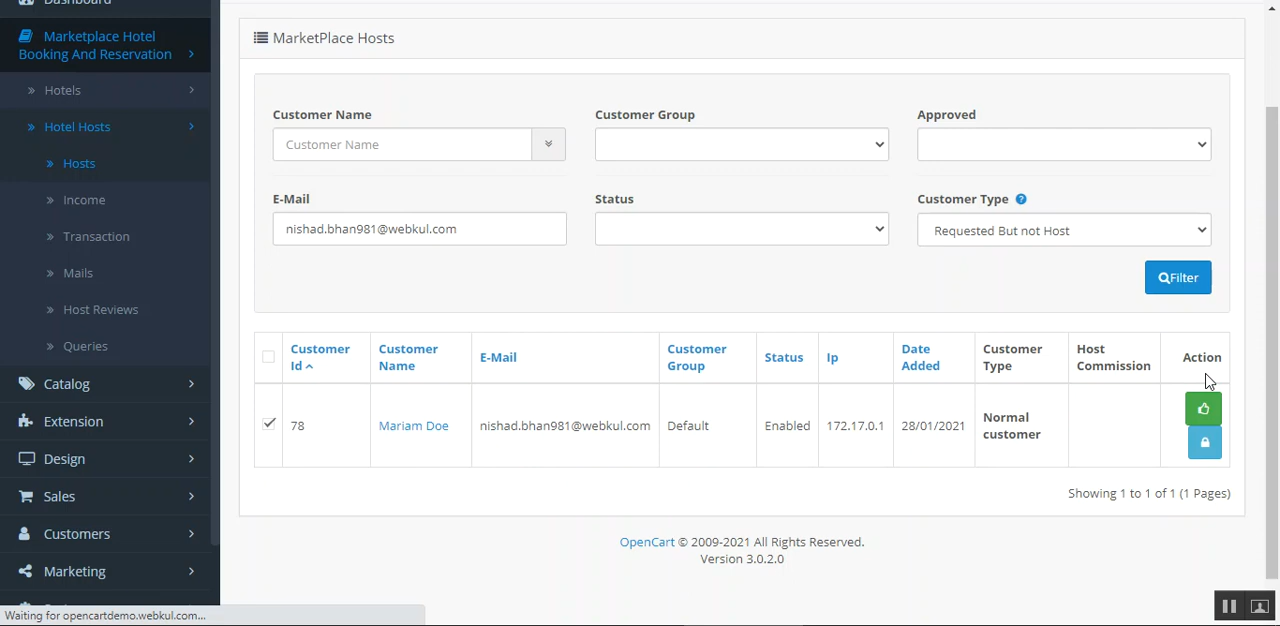 Dashboard
Marketplace Hotel
Booking And Reservation
Hotels
Hotel Hosts
Hosts
Income
Transaction
Mails
Host Reviews
Queries
Catalog
Extension
Design
Sales
Customers
Marketing
Waiting for opencartdemo.webkul.com...
MarketPlace Hosts
Customer Name
Customer Group
Approved
Customer Name
E-Mail
Status
Customer Type
nishad.bhan981@webkul.com
Requested But not Host
Filter
Customer Id
Customer Name
E-Mail
Customer Group
Status
Ip
Date Added
Customer Type
Host Commission
Action
78
Mariam Doe
nishad.bhan981@webkul.com
Default
Enabled
172.17.0.1
28/01/2021
Normal customer
Showing 1 to 1 of 1 (1 Pages)
OpenCart © 2009-2021 All Rights Reserved.
Version 3.0.2.0